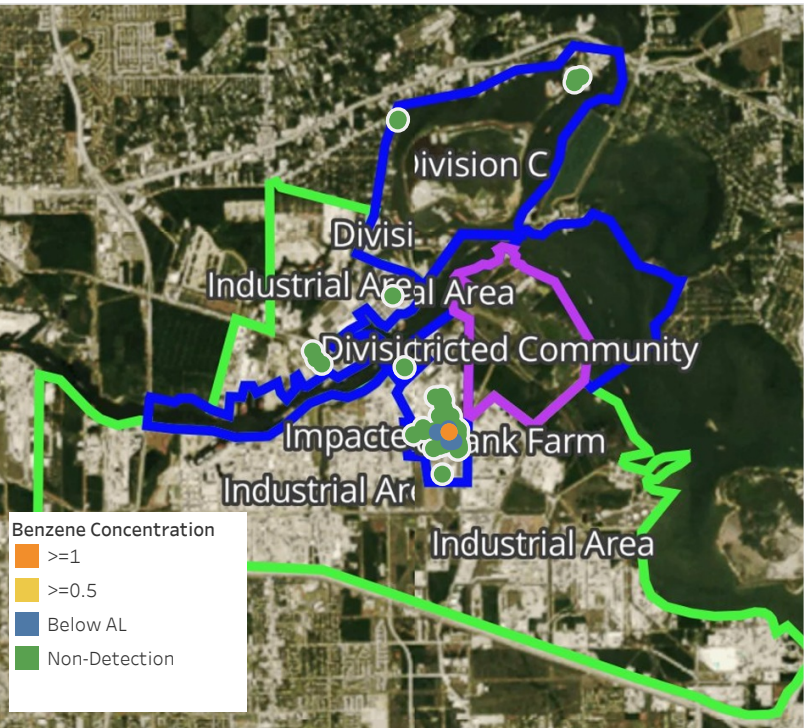 Division C
Divisi
Industrial Are
al Area
Divisi
tricted Community
Impacte
ank Farm
Industrial Are
Industrial Area
Benzene Concentration
>=1
>=0.5
Below AL
Non-Detection